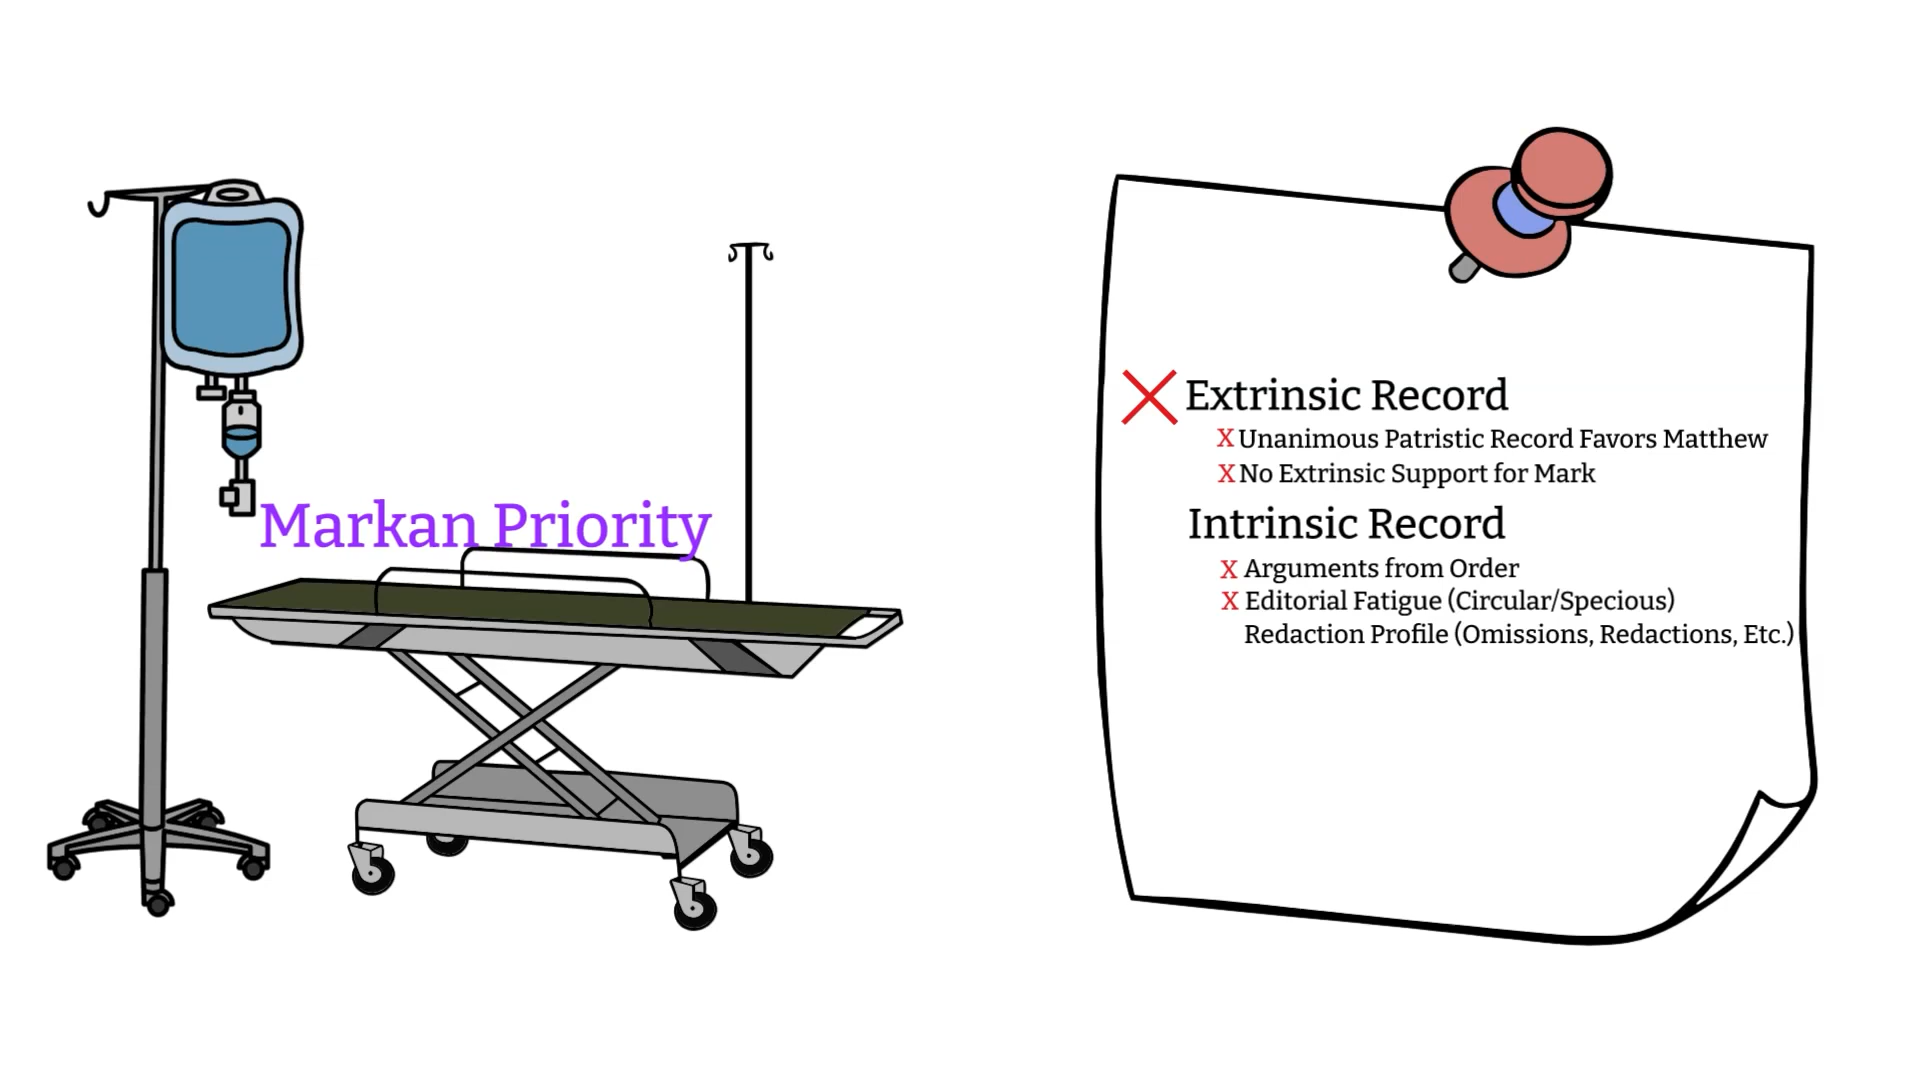 Markan Priority
Extrinsic Record
X Unanimous Patristic Record Favors Matthew
X No Extrinsic Support for Mark
Intrinsic Record
X Arguments from Order
X Editorial Fatigue (Circular/Specious)
Redaction Profile (Omissions, Redactions, Etc.)